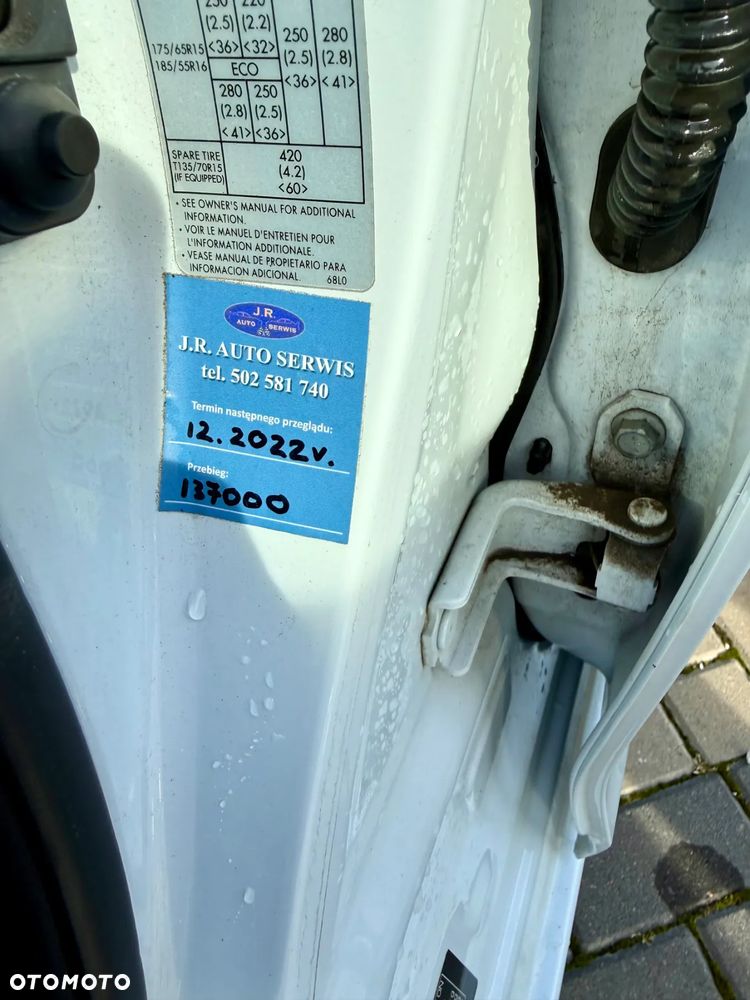 230 220
(2.5) (2.2) 250 280
175/65R15 <36> <32> (2.5) (2.8)
185/55R16 ECO <36> <41>
280 250
(2.8) (2.5)
<41> <36>
SPARE TIRE 420
T135/70R15 (4.2)
(IF EQUIPPED) <60>
• SEE OWNER'S MANUAL FOR ADDITIONAL
INFORMATION.
• VOIR LE MANUEL D'ENTRETIEN POUR
L'INFORMATION ADDITIONALE.
• VEASE MANUAL DE PROPIETARIO PARA
INFORMACION ADICIONAL. 68L0
J.R.
AUTO SERWIS
J.R. AUTO SERWIS
tel. 502 581 740
Termin następnego przeglądu:
12.2022r.
Przebieg:
137000
OTOMOTO